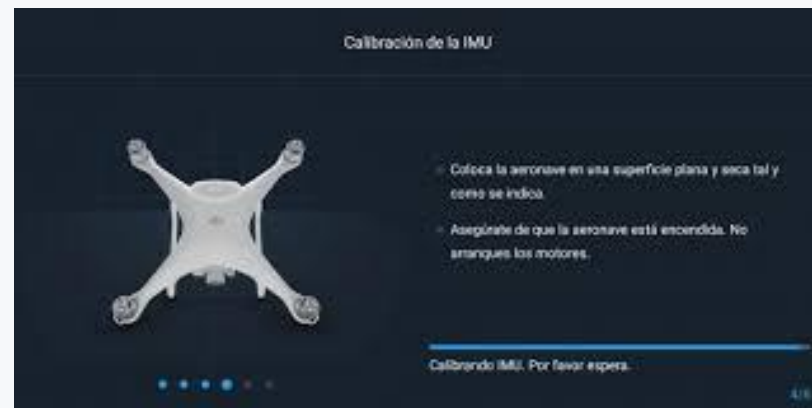 Calibración de la IMU
Coloca la aeronave en una superficie plana y seca tal y
como se indica.
Asegúrate de que la aeronave está encendida. No
arranques los motores.
Calibrando IMU. Por favor espera.